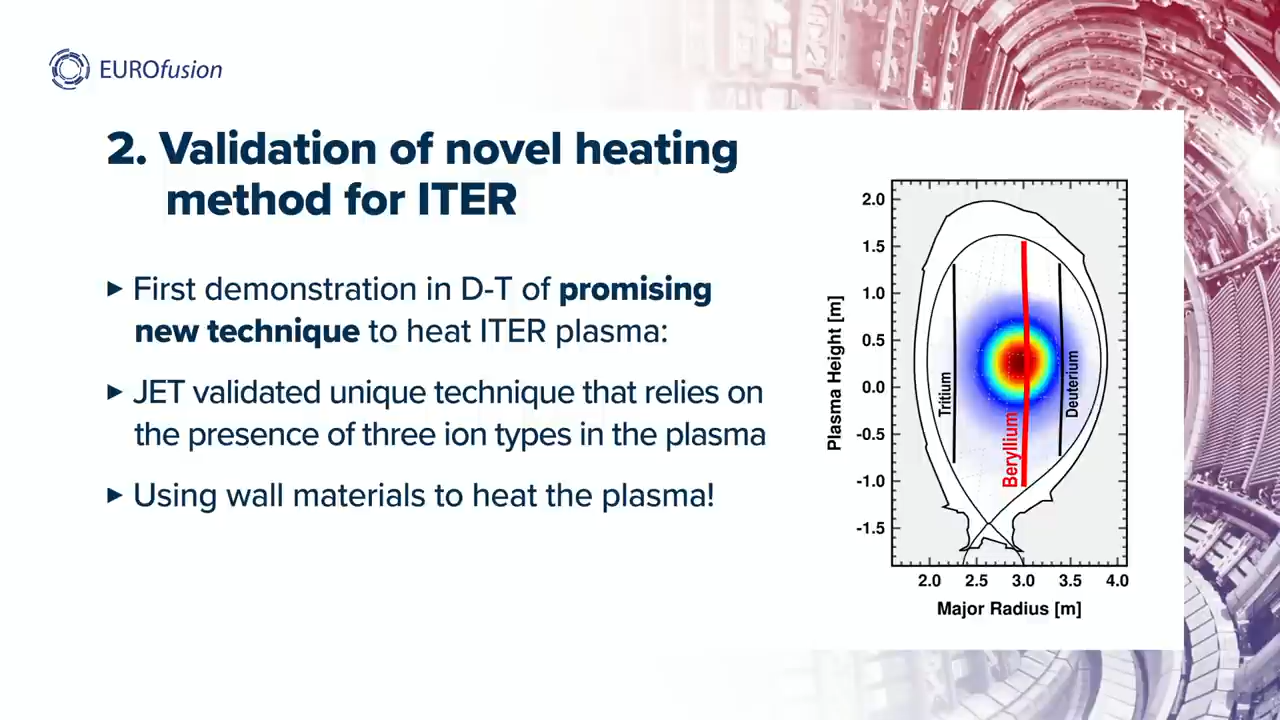 EUROfusion
2. Validation of novel heating
method for ITER
▸ First demonstration in D-T of promising
new technique to heat ITER plasma:
▸ JET validated unique technique that relies on
the presence of three ion types in the plasma
▸ Using wall materials to heat the plasma!
Plasma Height [m]
2.0
1.5
1.0
0.5
0.0
-0.5
-1.0
-1.5
Tritium
Beryllium
Deuterium
2.0 2.5 3.0 3.5 4.0
Major Radius [m]